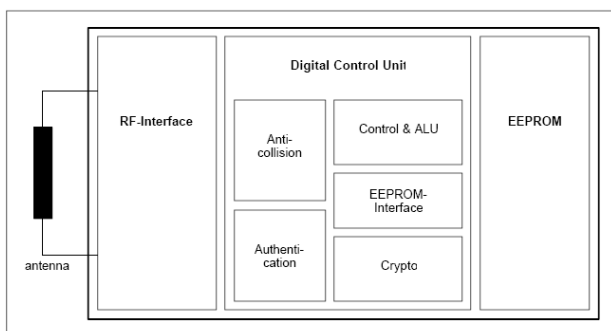 Digital Control Unit
RF-Interface
EEPROM
Anti-
collision
Control & ALU
EEPROM-
Interface
Authenti-
cation
Crypto
antenna